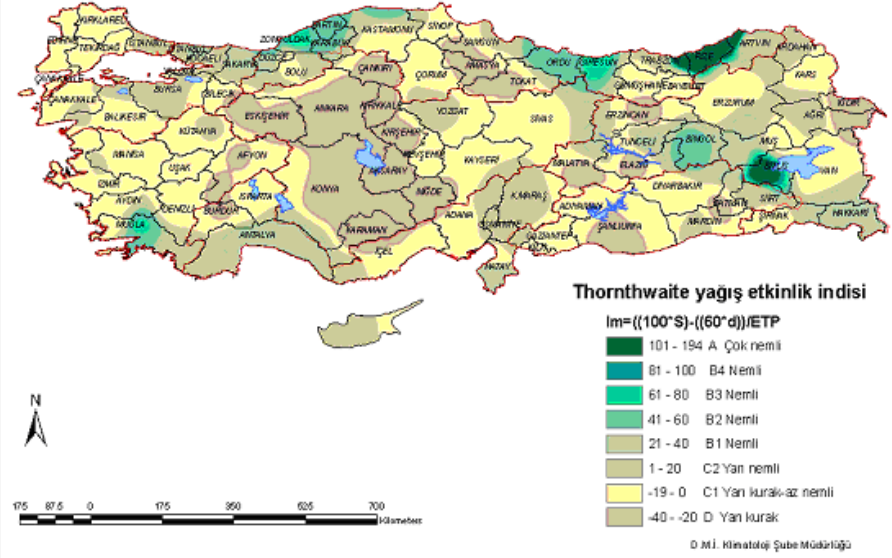 KIRKLARELİ
EDİRNE
TEKİRDAĞ
İSTANBUL
İSTANBUL
KOCAELİ
SAKARYA
DÜZCE
BOLU
ZONGULDAK
BARTIN
KARABÜK
KASTAMONU
SİNOP
SAMSUN
ORDU
GİRESUN
TRABZON
RİZE
ARTVİN
ARDAHAN
KARS
IĞDIR
AĞRI
ÇANAKKALE
ÇANAKKALE
BALIKESİR
BURSA
BİLECİK
ESKİŞEHİR
ANKARA
ÇANKIRI
ÇORUM
AMASYA
TOKAT
SİVAS
GÜMÜŞHANE
BAYBURT
ERZURUM
ERZİNCAN
TUNCELİ
BİNGÖL
MUŞ
BİTLİS
VAN
KÜTAHYA
MANİSA
UŞAK
AFYON
KIRIKKALE
KIRŞEHİR
YOZGAT
NEVŞEHİR
KAYSERİ
AKSARAY
NİĞDE
KONYA
KARAMAN
İZMİR
AYDIN
DENİZLİ
MUĞLA
BURDUR
ISPARTA
ANTALYA
İÇEL
ADANA
OSMANİYE
HATAY
K.MARAŞ
GAZİANTEP
KİLİS
ADIYAMAN
ŞANLIURFA
MALATYA
ELAZIĞ
DİYARBAKIR
MARDİN
BATMAN
SİİRT
ŞIRNAK
HAKKARİ
Thornthwaite yağış etkinlik indisi
Im=((100*S)-((60*d))/ETP
101 - 194 A Çok nemli
81 - 100 B4 Nemli
61 - 80 B3 Nemli
41 - 60 B2 Nemli
21 - 40 B1 Nemli
1 - 20 C2 Yarı nemli
-19 - 0 C1 Yarı kurak-az nemli
-40 - -20 D Yarı kurak
N
175 87.5 0 175 350 525 700
Kilometers
D.M.İ. Klimatoloji Şube Müdürlüğü